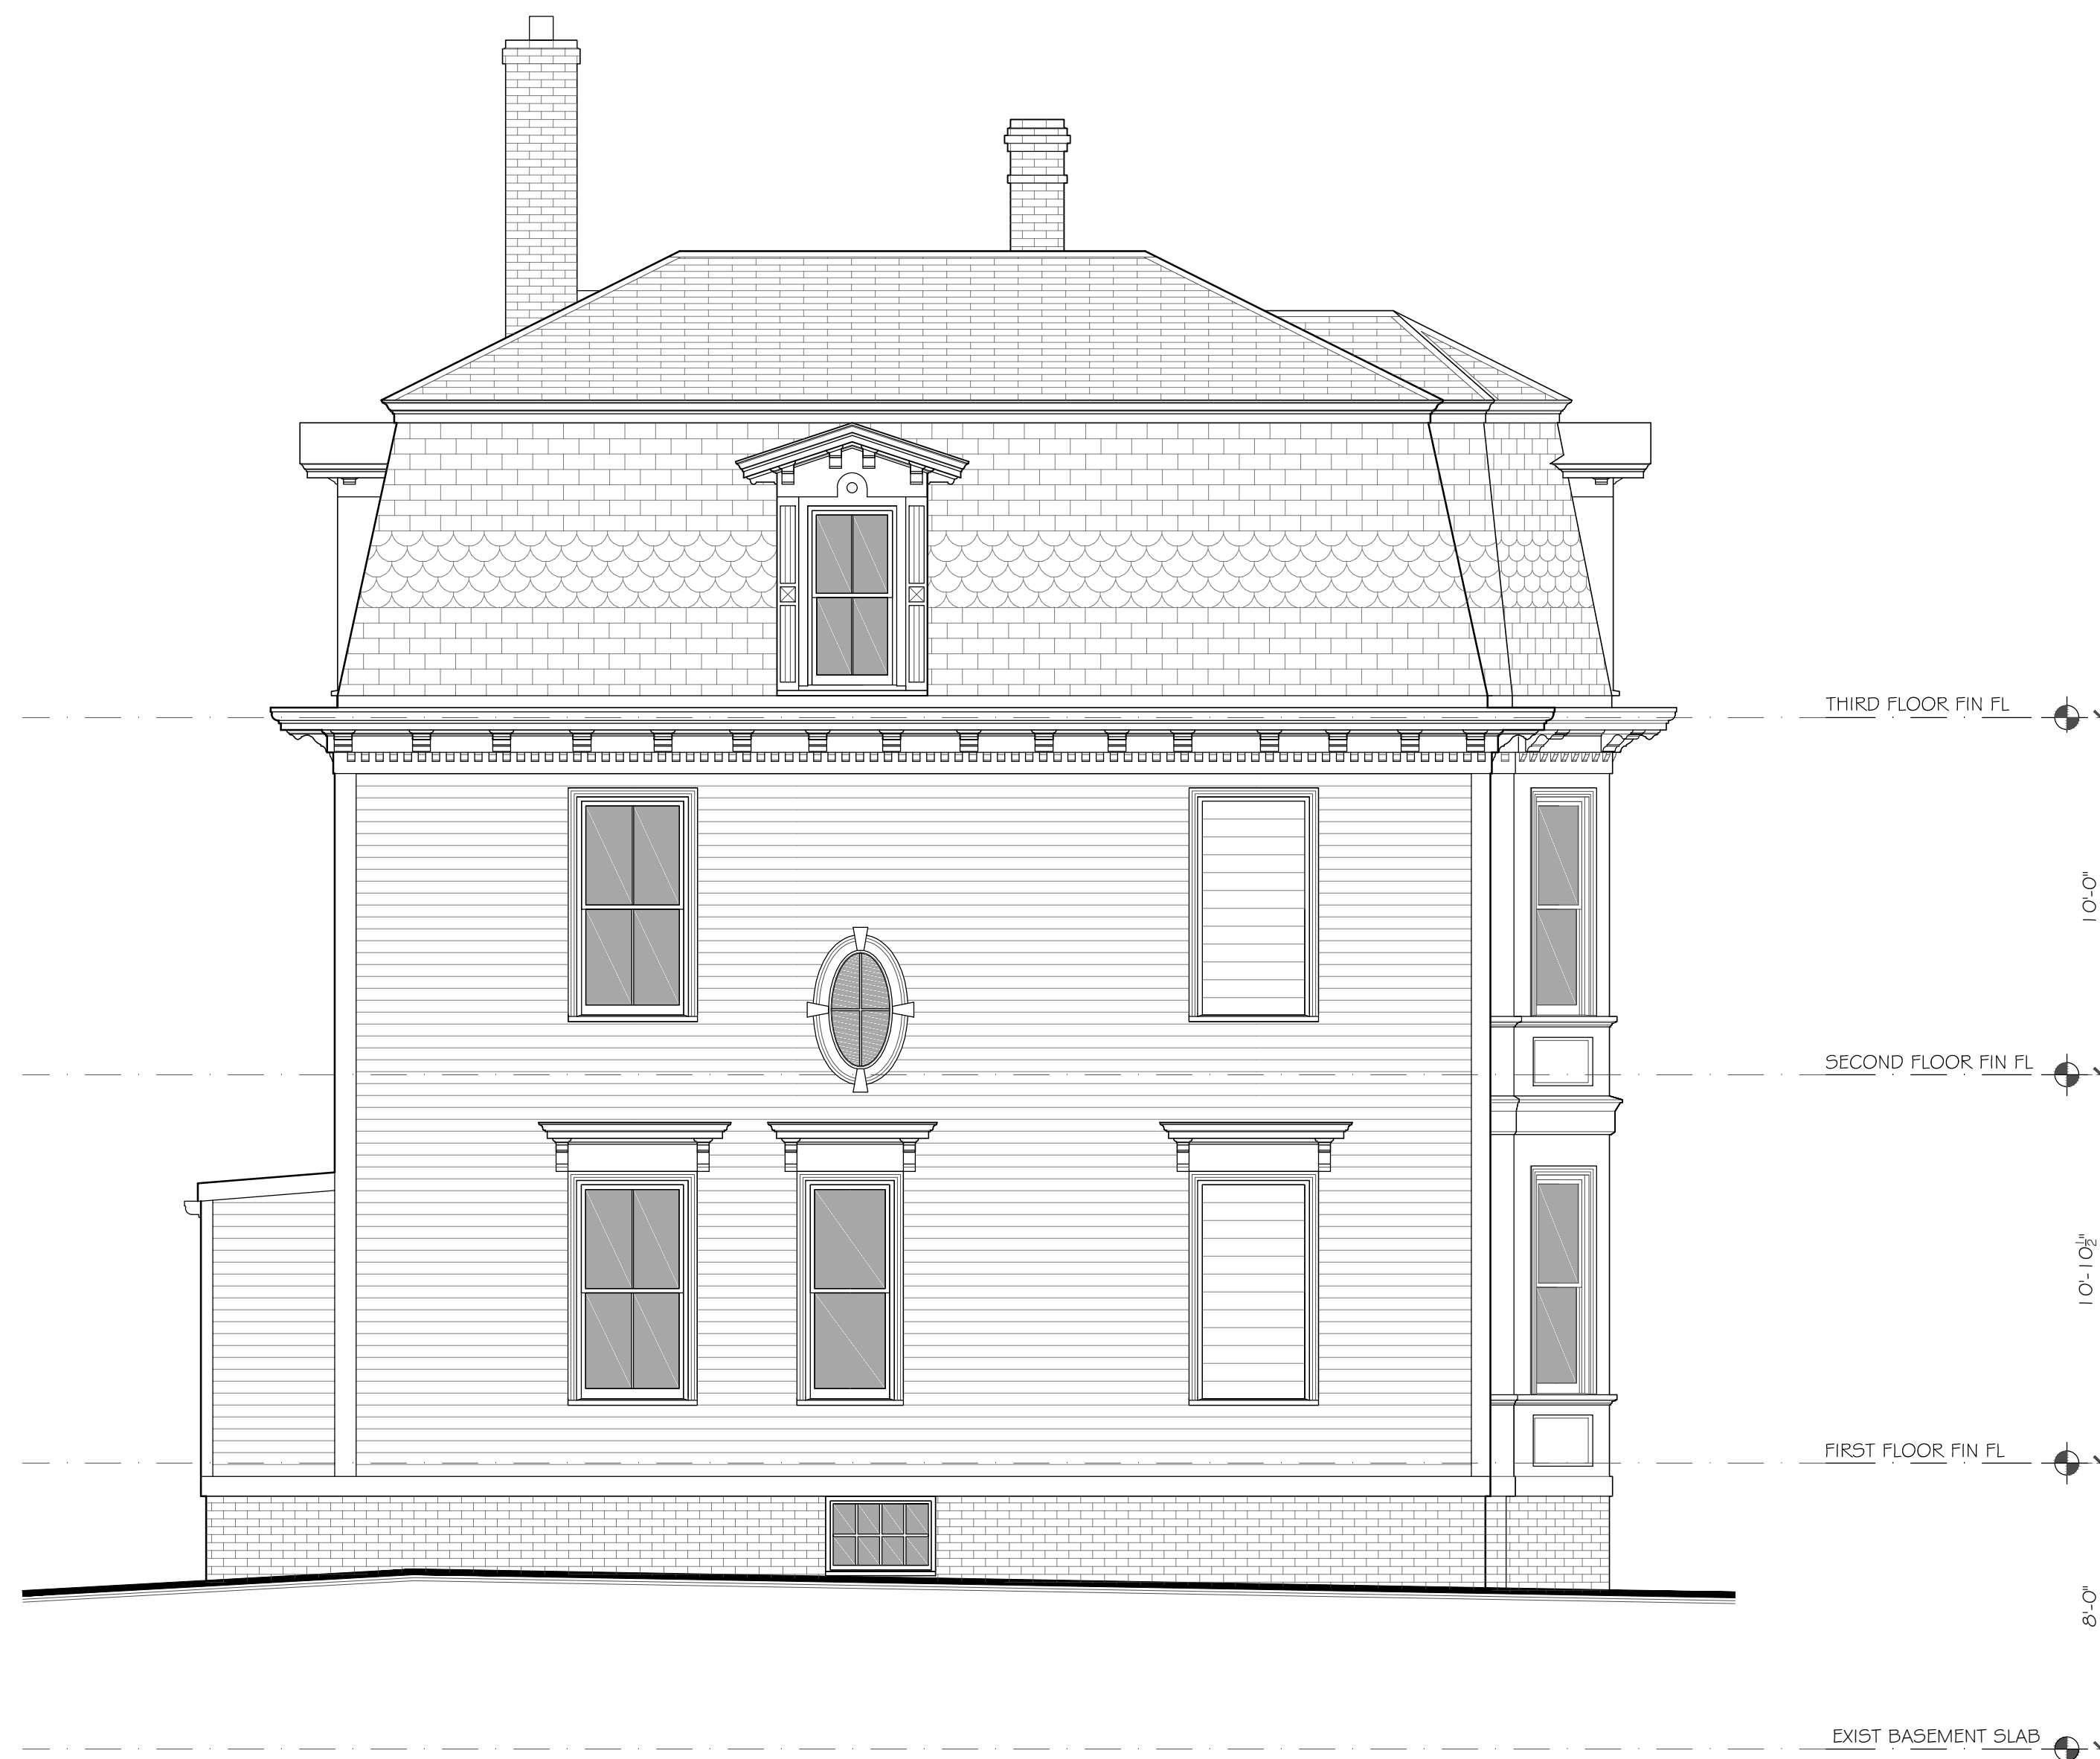 THIRD FLOOR FIN FL
10'-0"
SECOND FLOOR FIN FL
10'-10½"
FIRST FLOOR FIN FL
8'-0"
EXIST BASEMENT SLAB